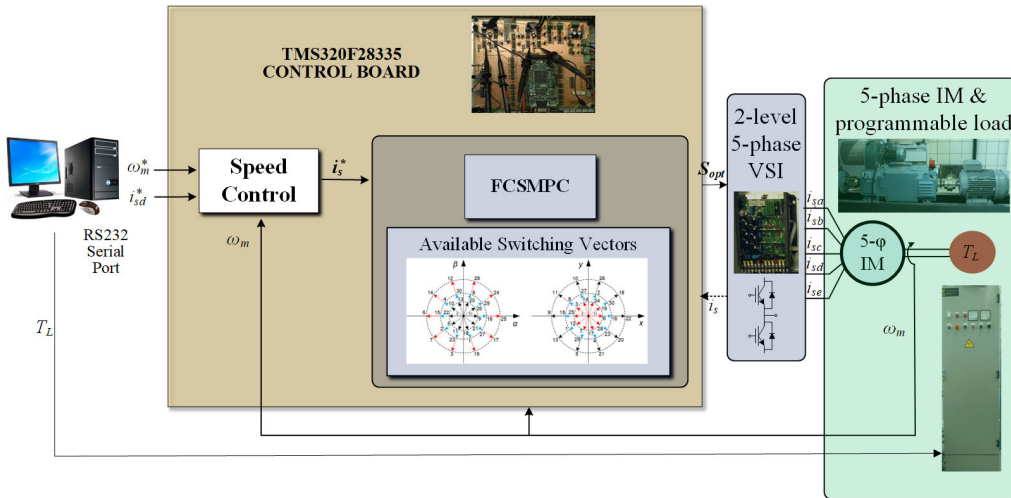 TMS320F28335
CONTROL BOARD
ω*m
i*sd
RS232
Serial
Port
TL
Speed
Control
i*s
ωm
FCSMPC
Available Switching Vectors
β
α
y
x
Sopt
is
2-level
5-phase
VSI
isa
isb
isc
isd
ise
5-phase IM &
programmable load
5-φ
IM
TL
ωm